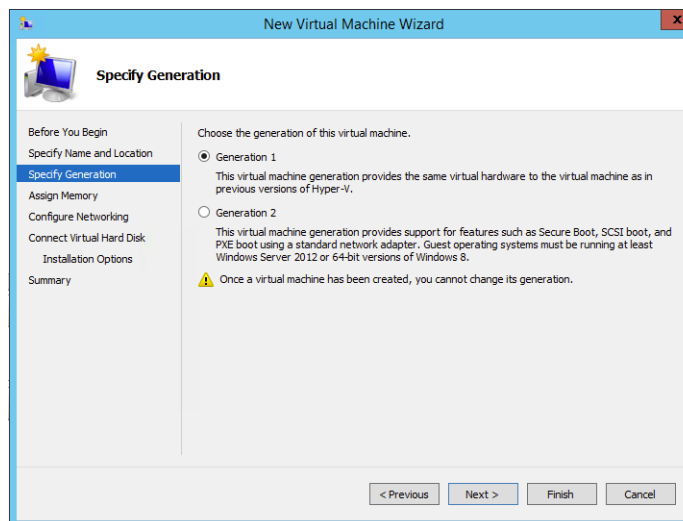 New Virtual Machine Wizard
x
Specify Generation
Before You Begin
Specify Name and Location
Specify Generation
Assign Memory
Configure Networking
Connect Virtual Hard Disk
Installation Options
Summary
Choose the generation of this virtual machine.
Generation 1
This virtual machine generation provides the same virtual hardware to the virtual machine as in
previous versions of Hyper-V.
Generation 2
This virtual machine generation provides support for features such as Secure Boot, SCSI boot, and
PXE boot using a standard network adapter. Guest operating systems must be running at least
Windows Server 2012 or 64-bit versions of Windows 8.
Once a virtual machine has been created, you cannot change its generation.
< Previous
Next >
Finish
Cancel